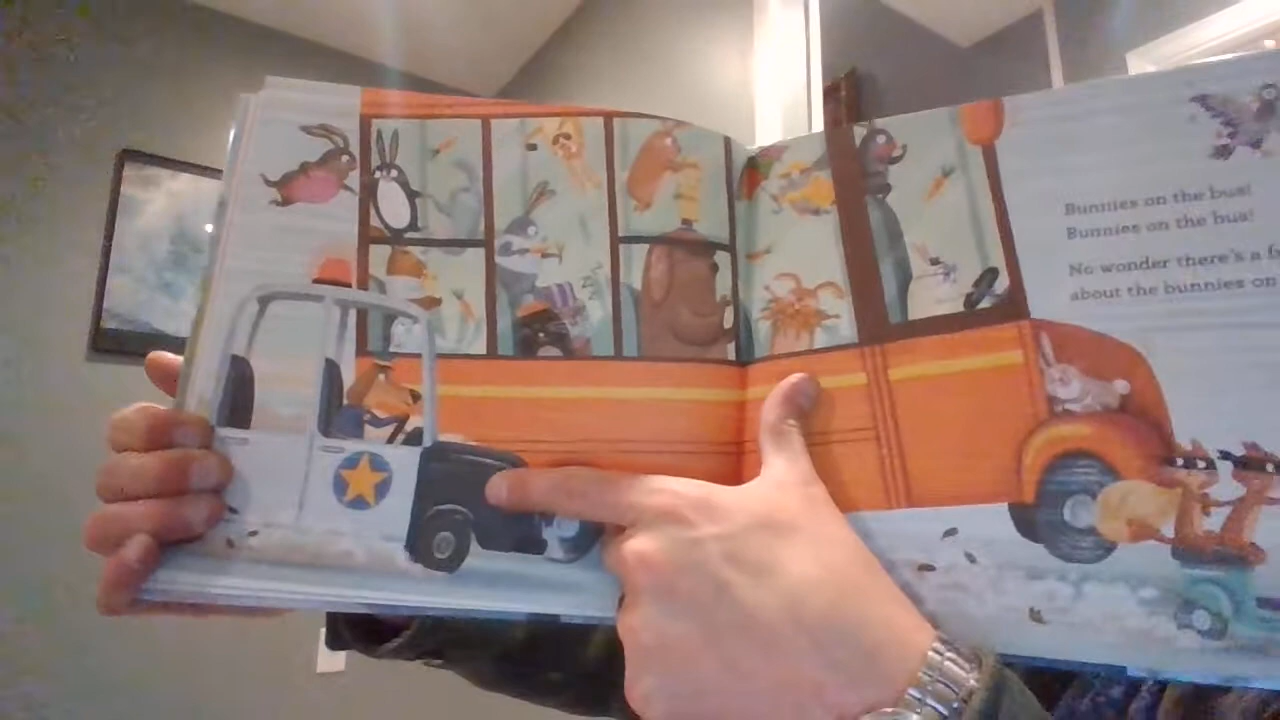 Bunnies on the bus!
Bunnies on the bus!
No wonder there's a
about the bunnies on